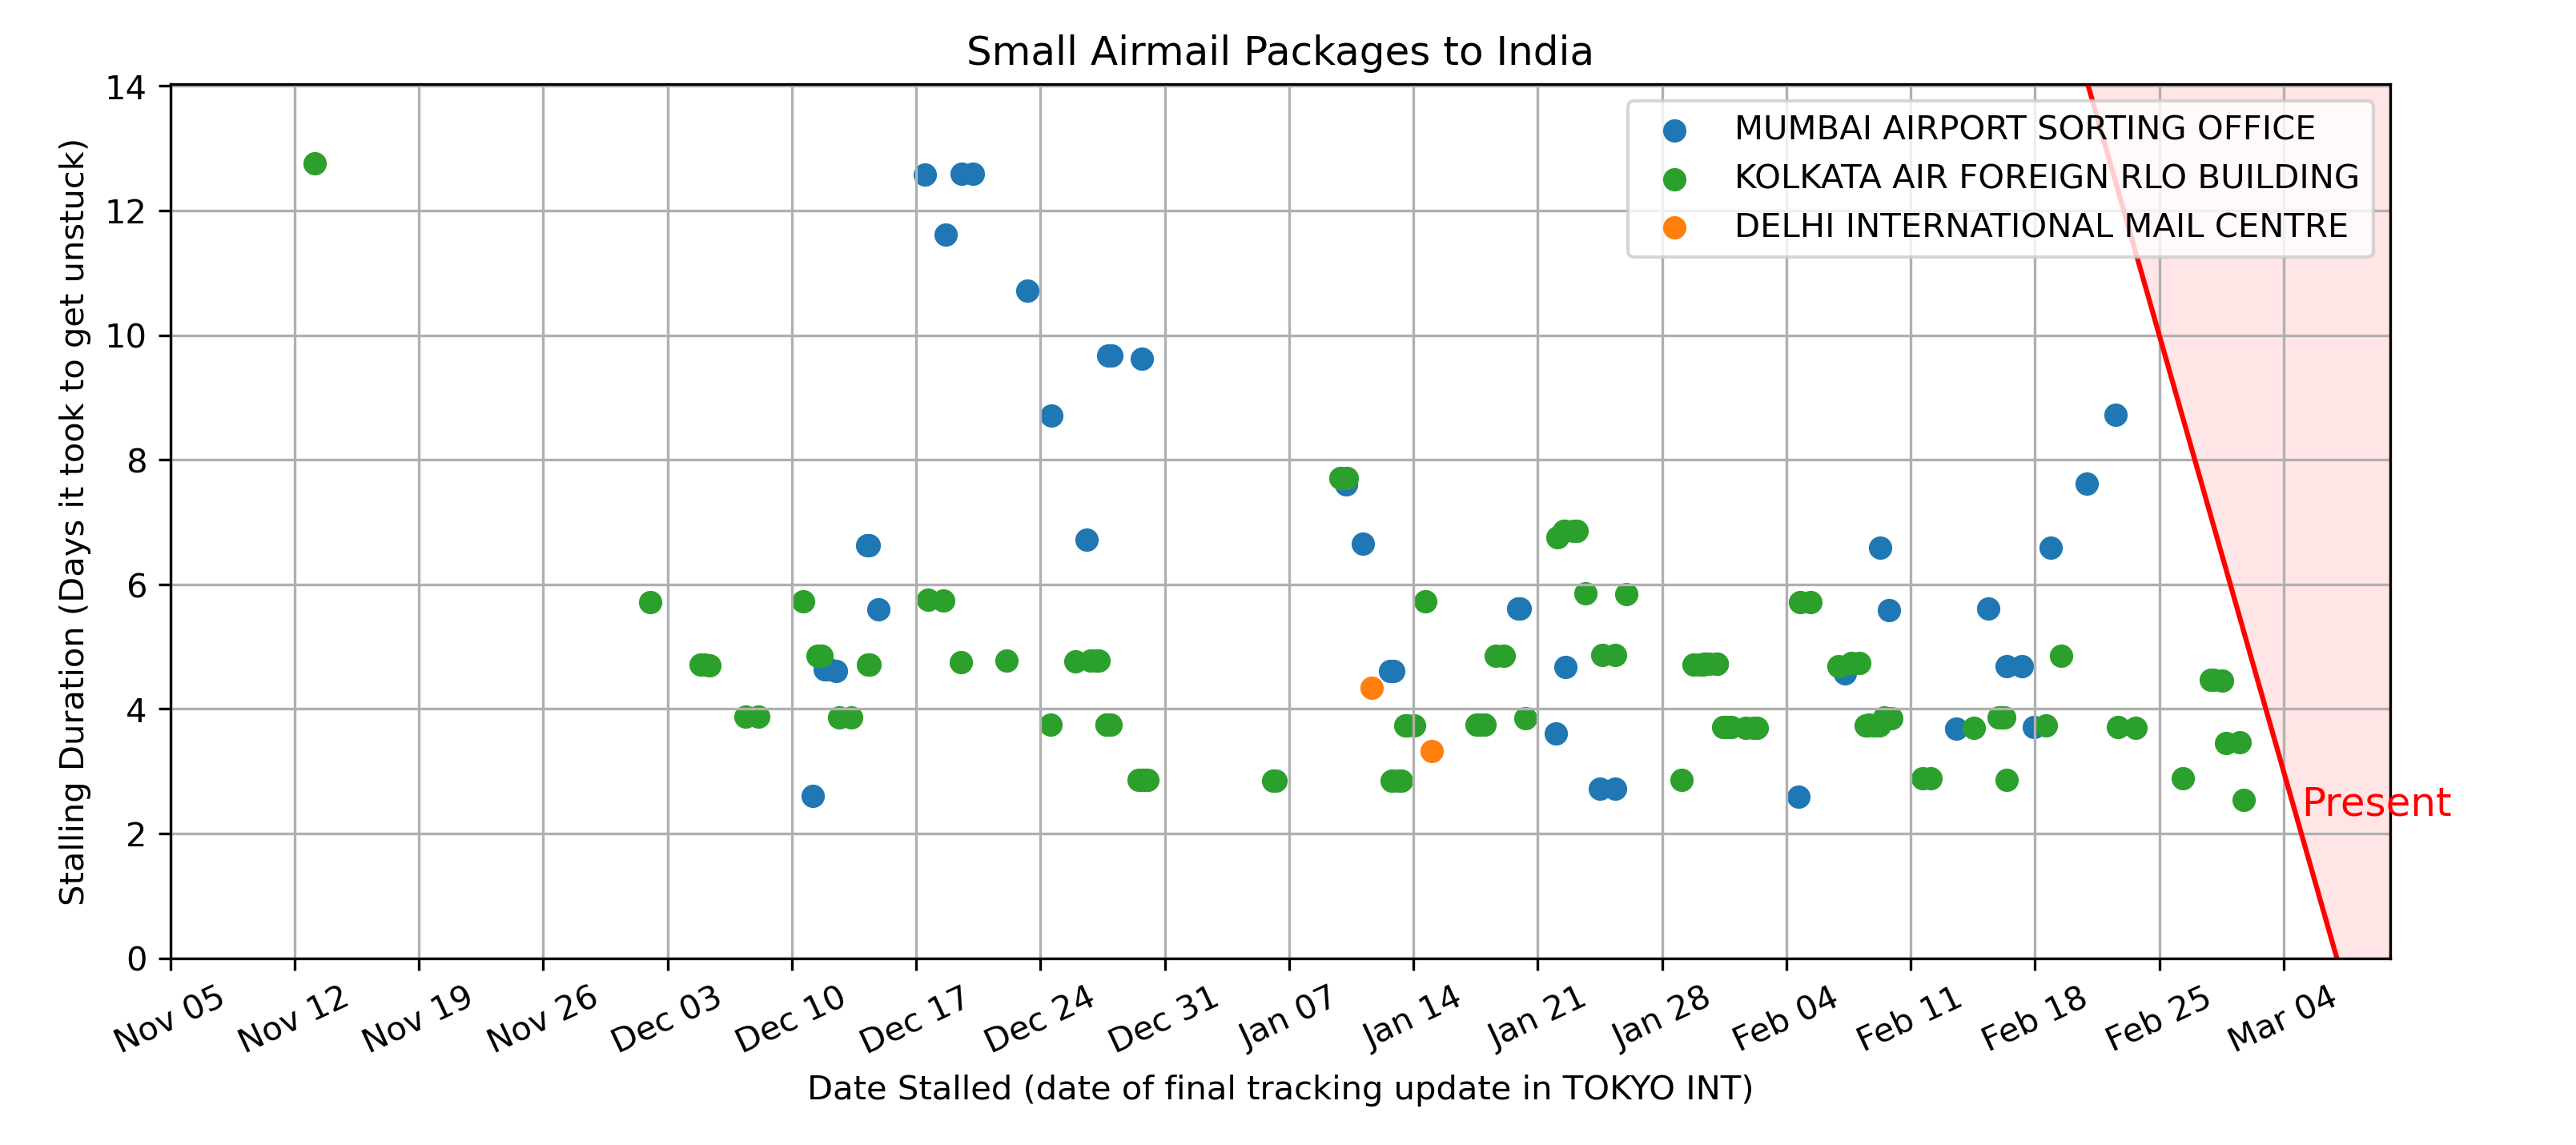 Small Airmail Packages to India
14
12
10
8
6
4
2
0
Stalling Duration (Days it took to get unstuck)
MUMBAI AIRPORT SORTING OFFICE
KOLKATA AIR FOREIGN RLO BUILDING
DELHI INTERNATIONAL MAIL CENTRE
Present
Nov 05
Nov 12
Nov 19
Nov 26
Dec 03
Dec 10
Dec 17
Dec 24
Dec 31
Jan 07
Jan 14
Jan 21
Jan 28
Feb 04
Feb 11
Feb 18
Feb 25
Mar 04
Date Stalled (date of final tracking update in TOKYO INT)